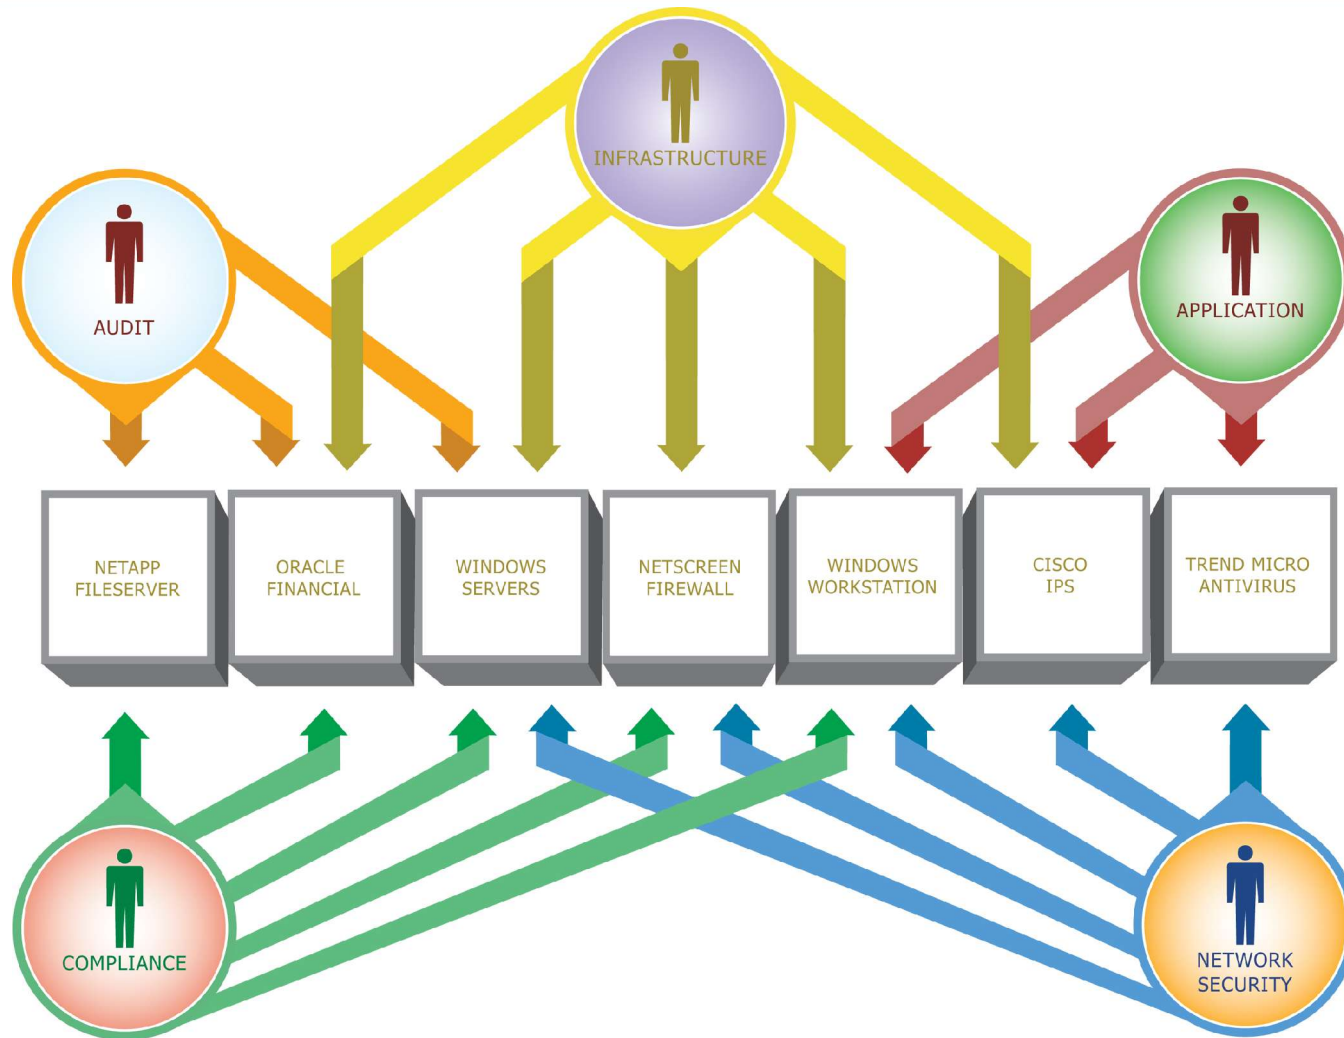 INFRASTRUCTURE
AUDIT
APPLICATION
NETAPP
FILESERVER
ORACLE
FINANCIAL
WINDOWS
SERVERS
NETSCREEN
FIREWALL
WINDOWS
WORKSTATION
CISCO
IPS
TREND MICRO
ANTIVIRUS
COMPLIANCE
NETWORK
SECURITY